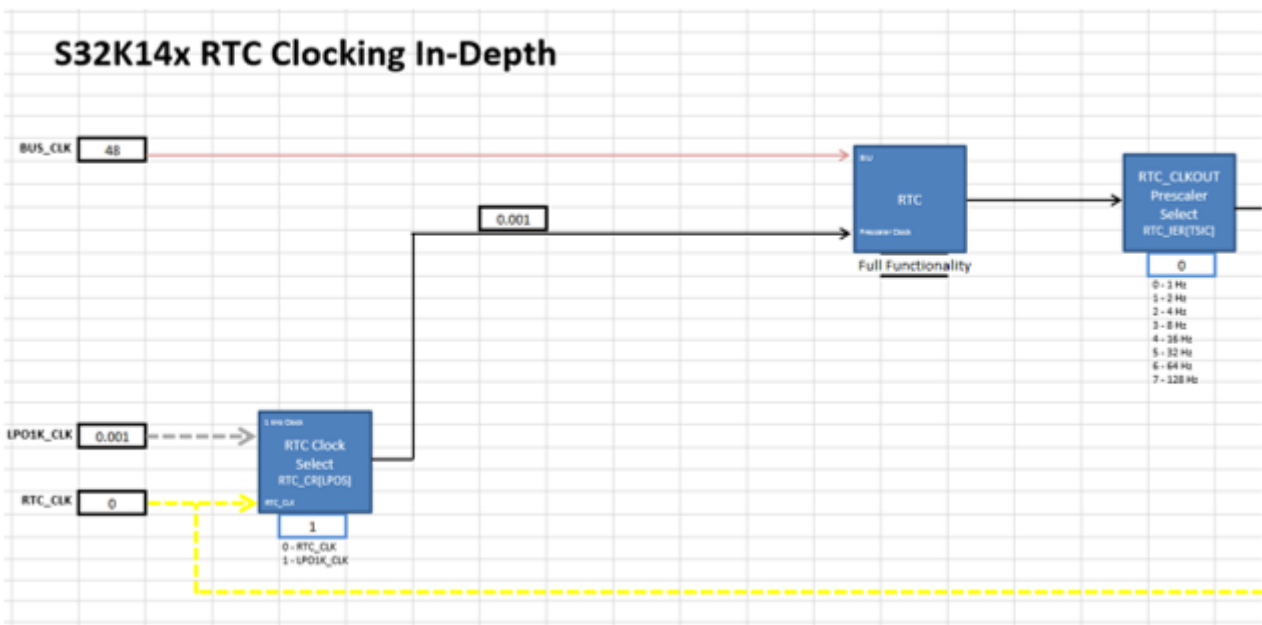 S32K14x RTC Clocking In-Depth
BUS_CLK
48
BIU
RTC
Prescaler Clock
Full Functionality
0.001
RTC_CLKOUT
Prescaler
Select
RTC_IER[TSIC]
0
0 - 1 Hz
1 - 2 Hz
2 - 4 Hz
3 - 8 Hz
4 - 16 Hz
5 - 32 Hz
6 - 64 Hz
7 - 128 Hz
LPO1K_CLK
0.001
RTC_CLK
0
1 kHz Clock
RTC Clock
Select
RTC_CR[LPOS]
RTC_CLK
1
0 - RTC_CLK
1 - LPO1K_CLK